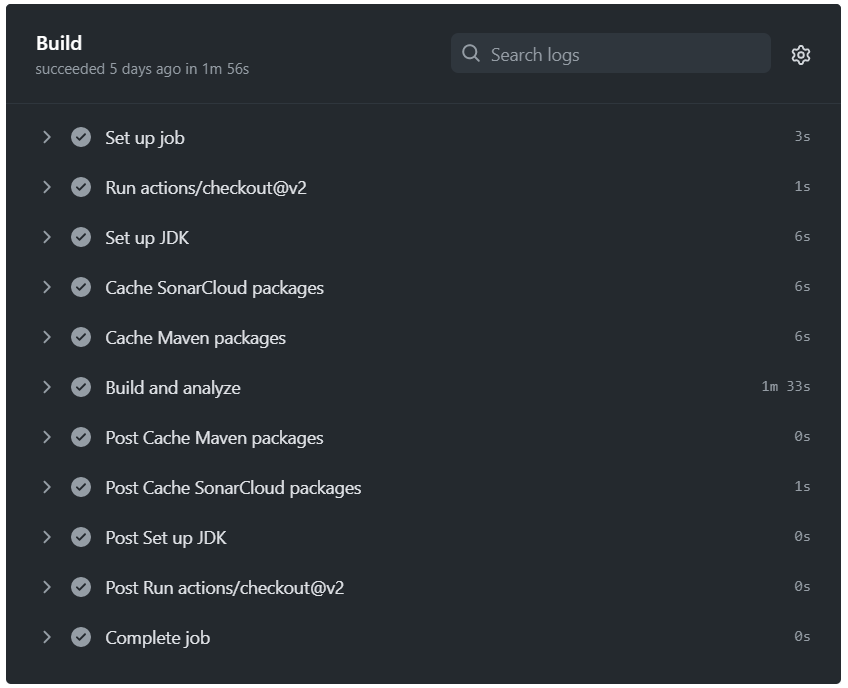 Build
succeeded 5 days ago in 1m 56s
Search logs
Set up job 3s
Run actions/checkout@v2 1s
Set up JDK 6s
Cache SonarCloud packages 6s
Cache Maven packages 6s
Build and analyze 1m 33s
Post Cache Maven packages 0s
Post Cache SonarCloud packages 1s
Post Set up JDK 0s
Post Run actions/checkout@v2 0s
Complete job 0s